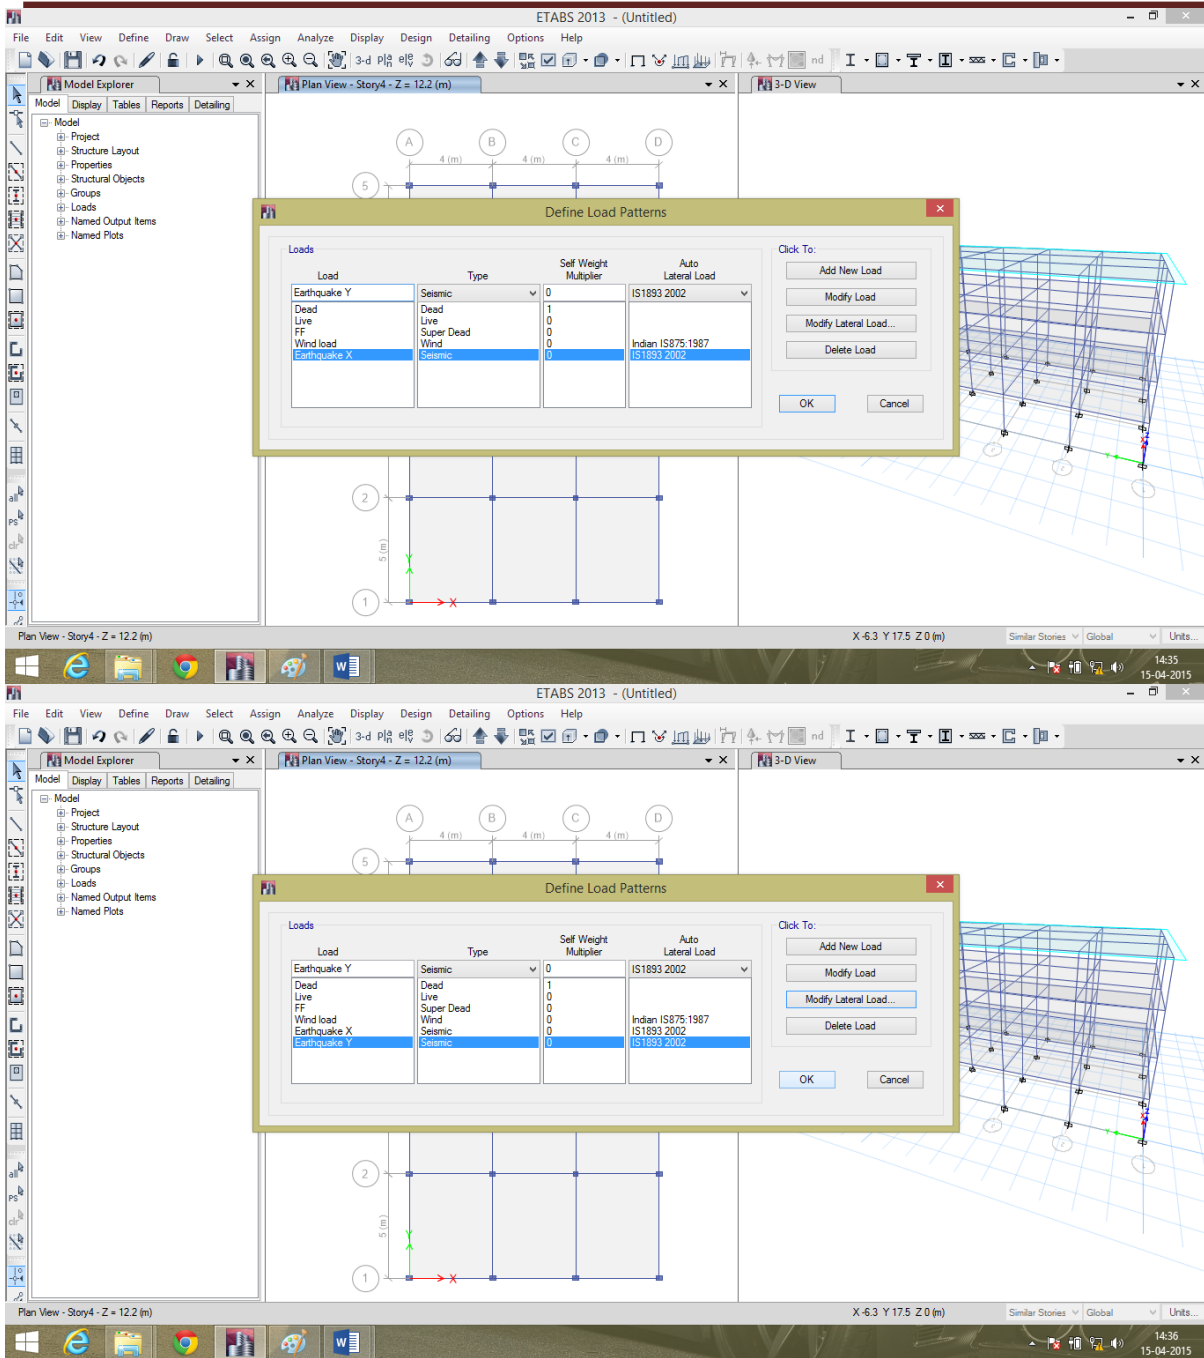 ETABS 2013 - (Untitled)
File Edit View Define Draw Select Assign Analyze Display Design Detailing Options Help
3-d nd
Model Explorer
Plan View - Story4 - Z = 12.2 (m)
3-D View
Model Display Tables Reports Detailing
Model
Project
Structure Layout
Properties
Structural Objects
Groups
Loads
Named Output Items
Named Plots
A B C D
4 (m) 4 (m) 4 (m)
5
Define Load Patterns
Loads
Click To:
Load Type Self Weight Multiplier Auto Lateral Load
Earthquake Y Seismic 0 IS1893 2002
Dead Dead 1
Live Live 0
FF Super Dead 0
Wind load Wind 0 Indian IS875:1987
Earthquake X Seismic 0 IS1893 2002
Add New Load
Modify Load
Modify Lateral Load...
Delete Load
OK Cancel
all
PS
clr
2
5 (m)
Y
1
X
Plan View - Story4 - Z = 12.2 (m)
X -6.3 Y 17.5 Z 0 (m)
Similar Stories Global Units...
14:35
15-04-2015
ETABS 2013 - (Untitled)
File Edit View Define Draw Select Assign Analyze Display Design Detailing Options Help
3-d nd
Model Explorer
Plan View - Story4 - Z = 12.2 (m)
3-D View
Model Display Tables Reports Detailing
Model
Project
Structure Layout
Properties
Structural Objects
Groups
Loads
Named Output Items
Named Plots
A B C D
4 (m) 4 (m) 4 (m)
5
Define Load Patterns
Loads
Click To:
Load Type Self Weight Multiplier Auto Lateral Load
Earthquake Y Seismic 0 IS1893 2002
Dead Dead 1
Live Live 0
FF Super Dead 0
Wind load Wind 0 Indian IS875:1987
Earthquake X Seismic 0 IS1893 2002
Earthquake Y Seismic 0 IS1893 2002
Add New Load
Modify Load
Modify Lateral Load...
Delete Load
OK Cancel
all
PS
clr
2
5 (m)
Y
1
X
Plan View - Story4 - Z = 12.2 (m)
X -6.3 Y 17.5 Z 0 (m)
Similar Stories Global Units...
14:36
15-04-2015